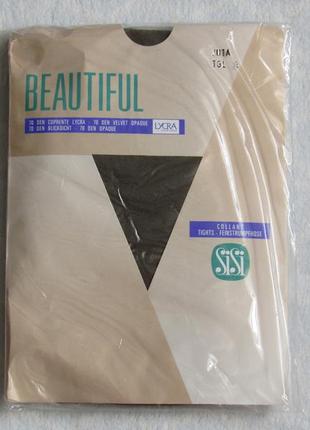 JUTA
BEAUTIFUL
70 DEN COPRENTE LYCRA - 70 DEN VELVET OPAQUE
70 DEN BLICKDICHT - 70 DEN OPAQUE
LYCRA
COLLANT
TIGHTS - FEINSTRUMPFHOSE
SiSi